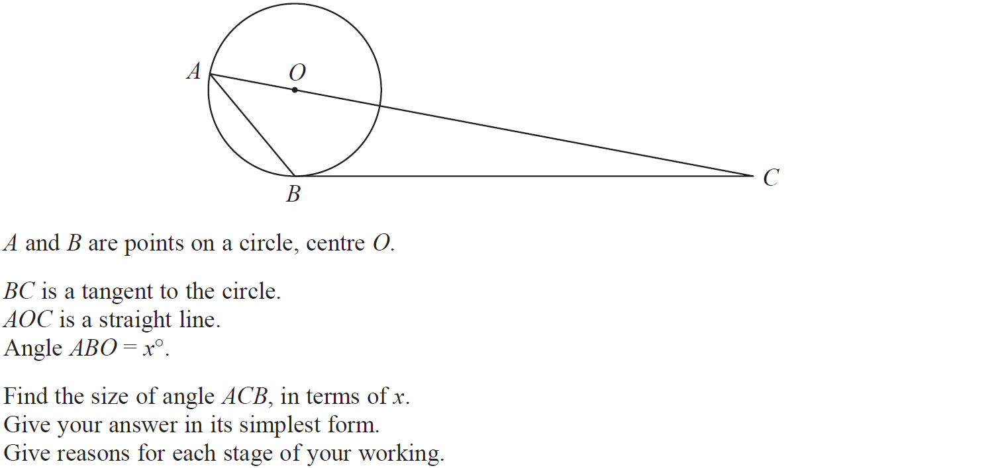 A
O
B
C
A and B are points on a circle, centre O.
BC is a tangent to the circle.
AOC is a straight line.
Angle ABO = x°.
Find the size of angle ACB, in terms of x.
Give your answer in its simplest form.
Give reasons for each stage of your working.